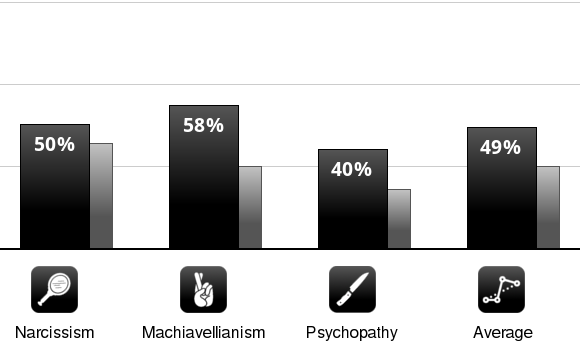 50%
58%
40%
49%
Narcissism
Machiavellianism
Psychopathy
Average